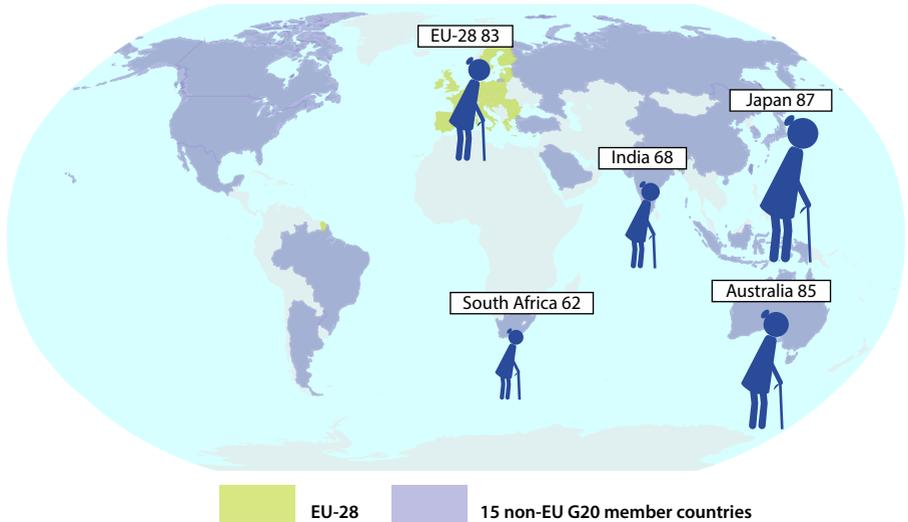 EU-28 83
Japan 87
India 68
Australia 85
South Africa 62
EU-28
15 non-EU G20 member countries